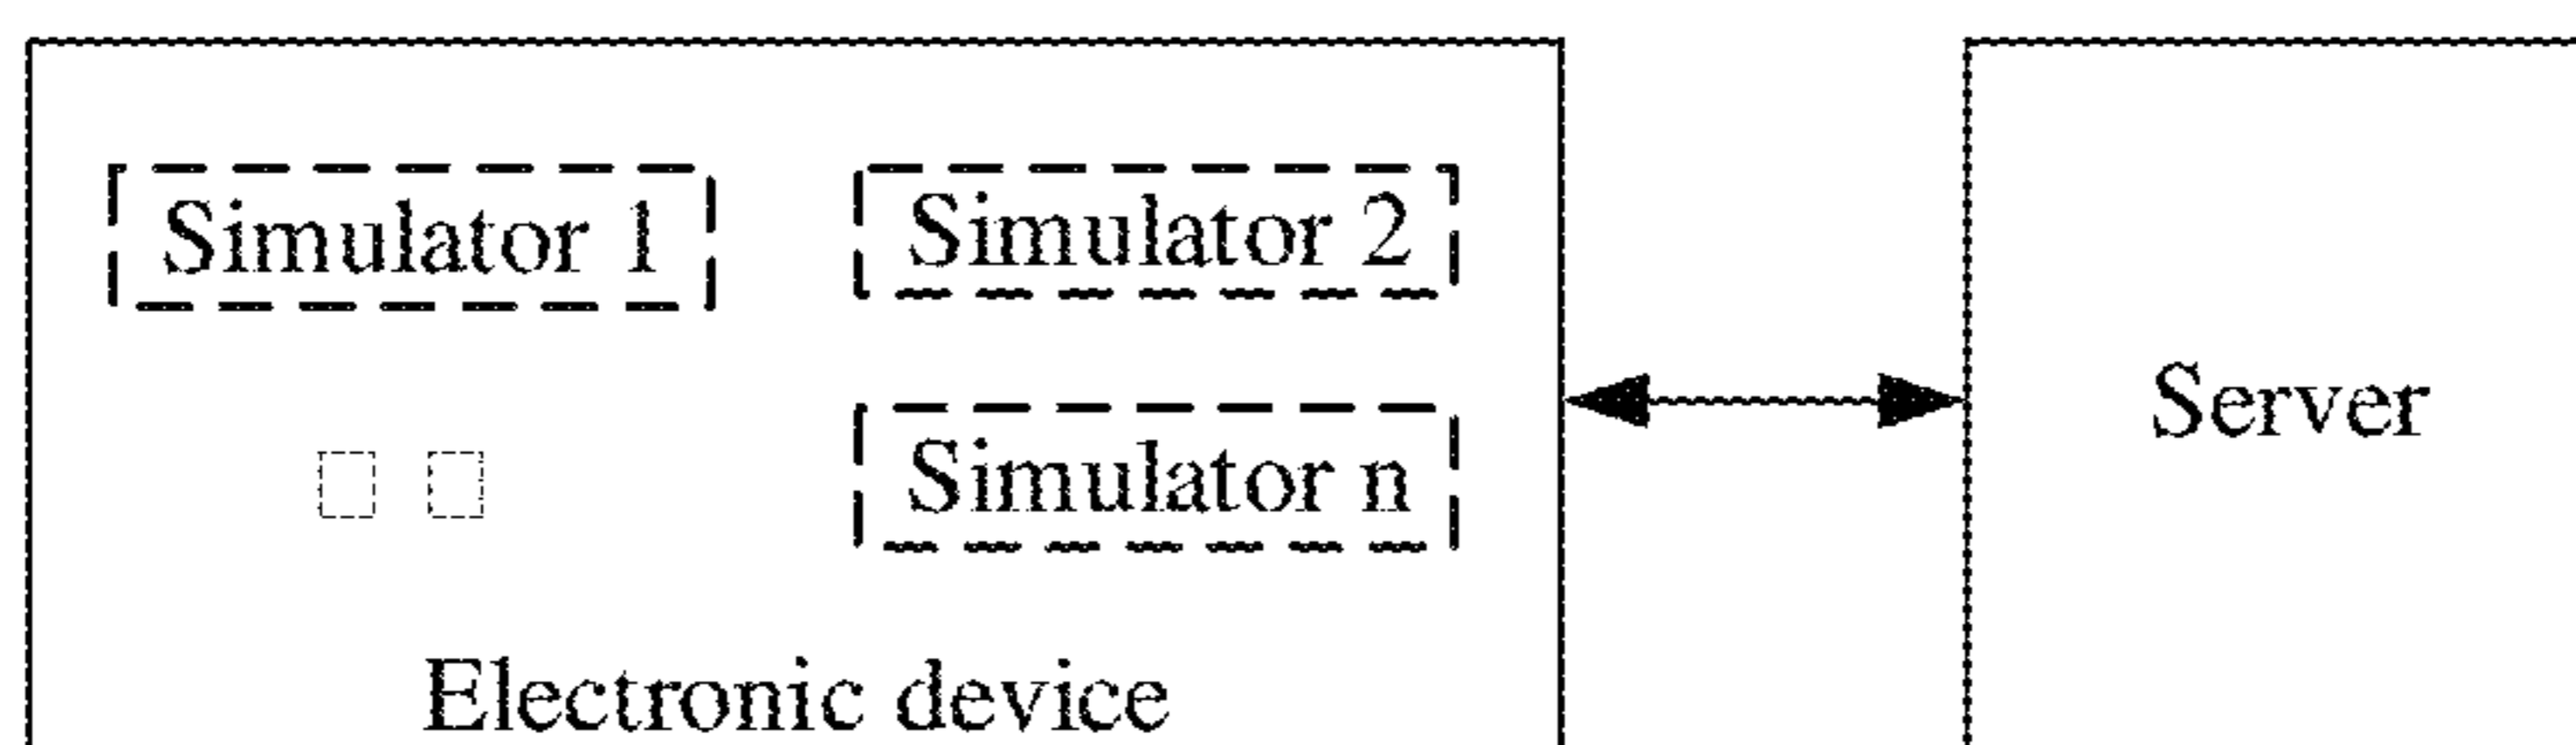 Simulator 1
Simulator 2
Simulator n
Server
Electronic device